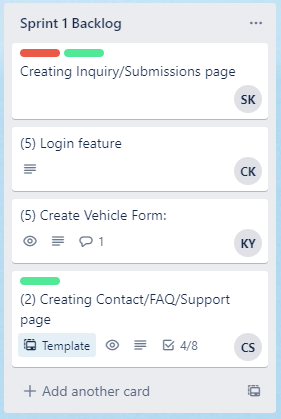 Sprint 1 Backlog
Creating Inquiry/Submissions page
SK
(5) Login feature
CK
(5) Create Vehicle Form:
1
KY
(2) Creating Contact/FAQ/Support
page
Template 4/8
CS
Add another card